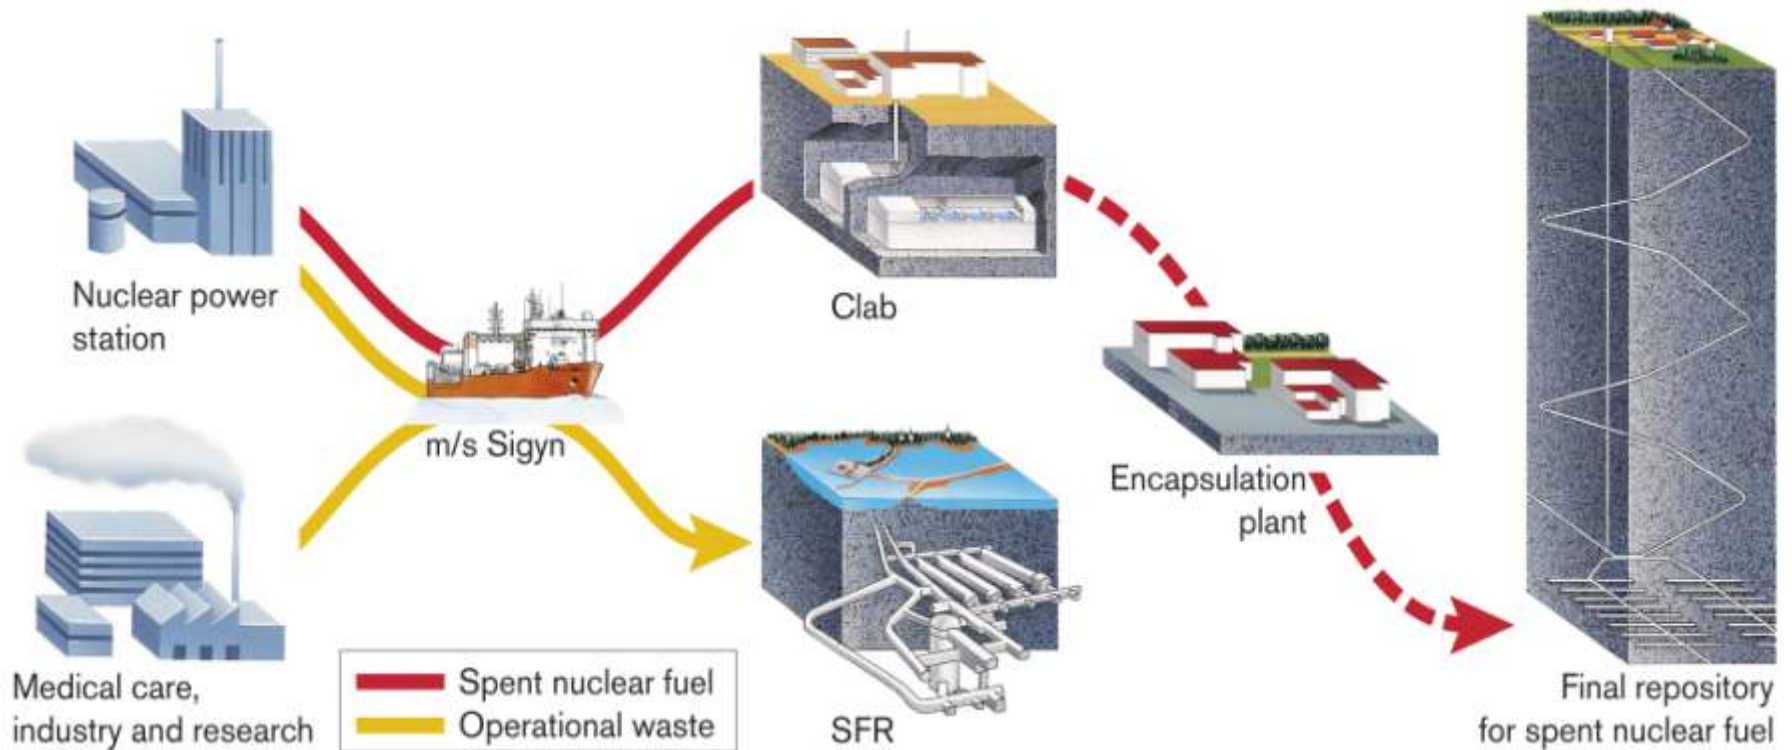 Nuclear power
station
m/s Sigyn
Clab
Encapsulation
plant
Medical care,
industry and research
Spent nuclear fuel
Operational waste
SFR
Final repository
for spent nuclear fuel